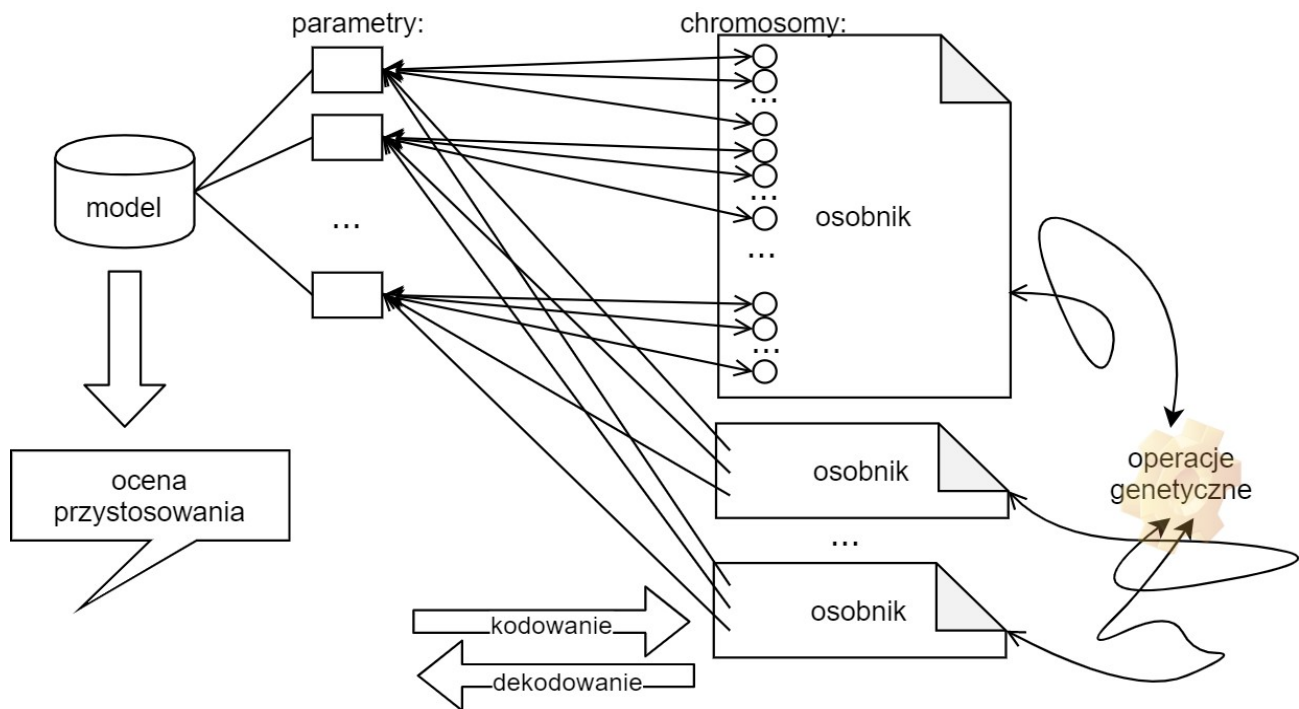 parametry:
chromosomy:
...
...
model
...
osobnik
...
...
ocena
przystosowania
osobnik
operacje
genetyczne
...
osobnik
kodowanie
dekodowanie